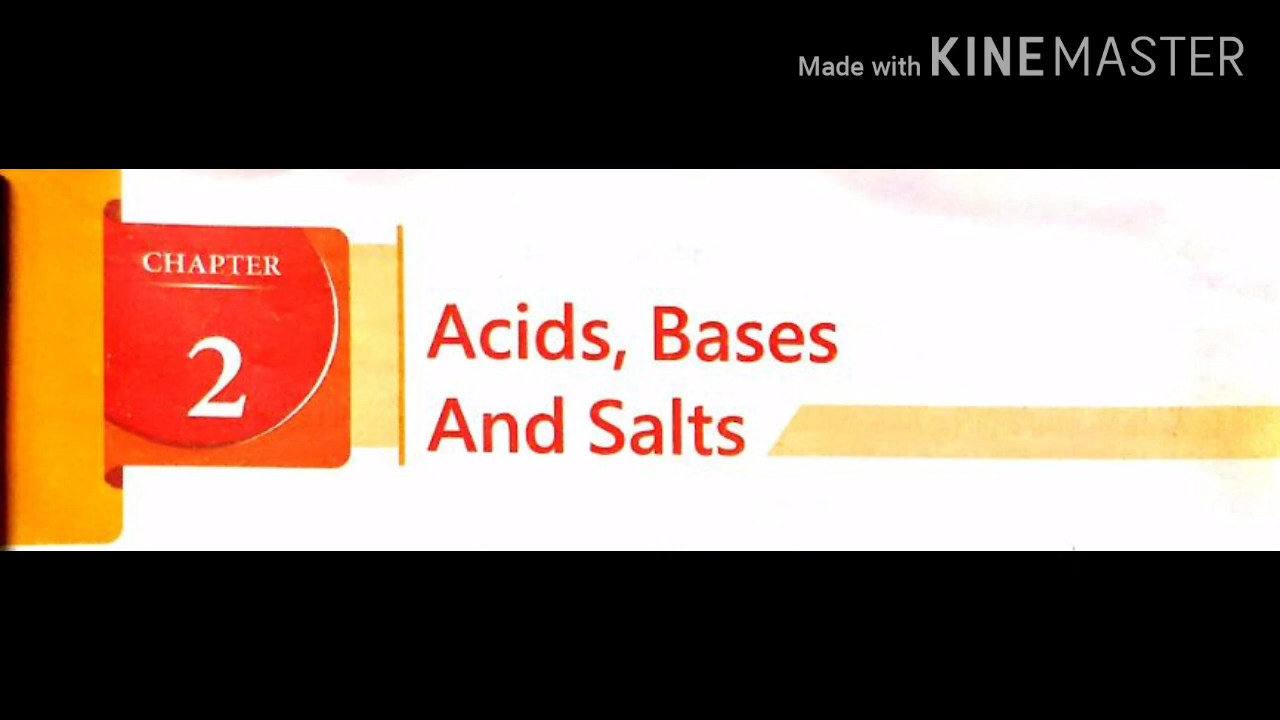 Made with KINEMASTER
CHAPTER
2
Acids, Bases
And Salts